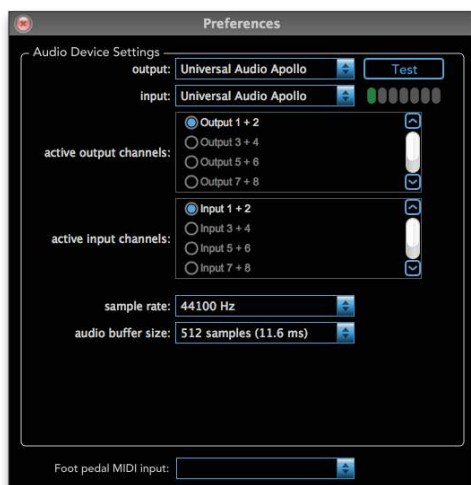 Preferences
Audio Device Settings
output: Universal Audio Apollo Test
input: Universal Audio Apollo
active output channels:
Output 1 + 2
Output 3 + 4
Output 5 + 6
Output 7 + 8
active input channels:
Input 1 + 2
Input 3 + 4
Input 5 + 6
Input 7 + 8
sample rate: 44100 Hz
audio buffer size: 512 samples (11.6 ms)
Foot pedal MIDI input: